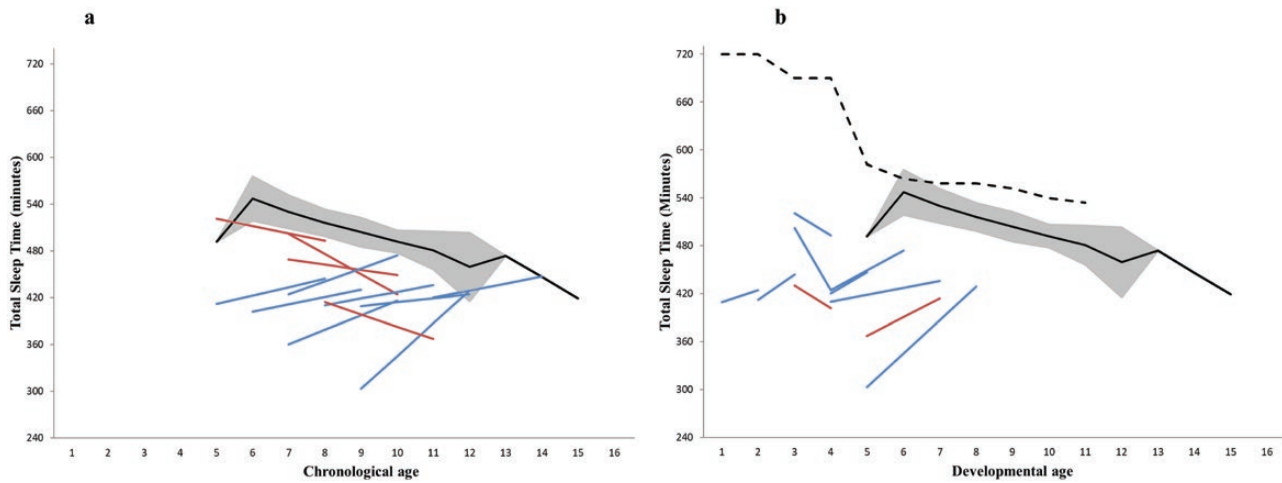 a
Total Sleep Time (minutes)
720
660
600
540
480
420
360
300
240
1 2 3 4 5 6 7 8 9 10 11 12 13 14 15 16
Chronological age
b
Total Sleep Time (Minutes)
720
660
600
540
480
420
360
300
240
1 2 3 4 5 6 7 8 9 10 11 12 13 14 15 16
Developmental age